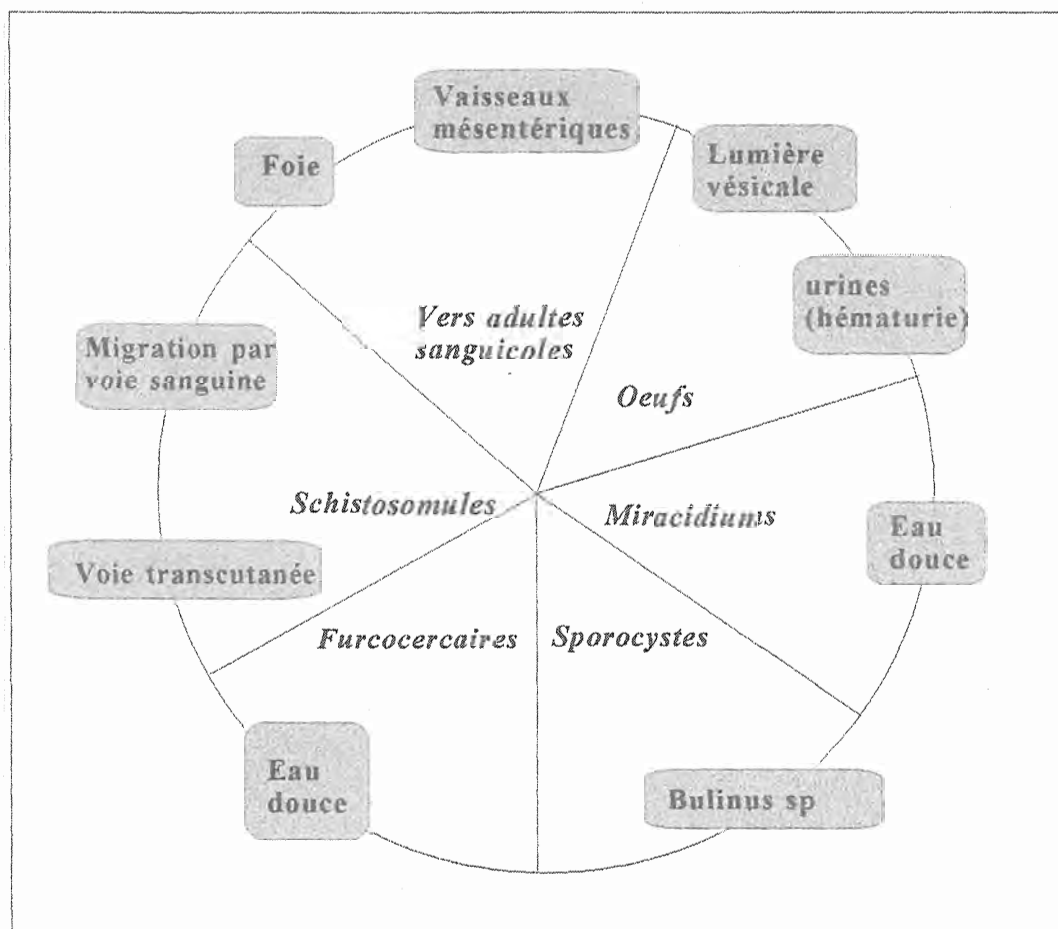 Vaisseaux
mésentériques
Foie
Lumière
vésicale
urines
(hématurie)
Vers adultes
sanguicoles
Migration par
voie sanguine
Oeufs
Schistosomules
Miracidiums
Eau
douce
Voie transcutanée
Furcocercaires
Sporocystes
Eau
douce
Bulinus sp